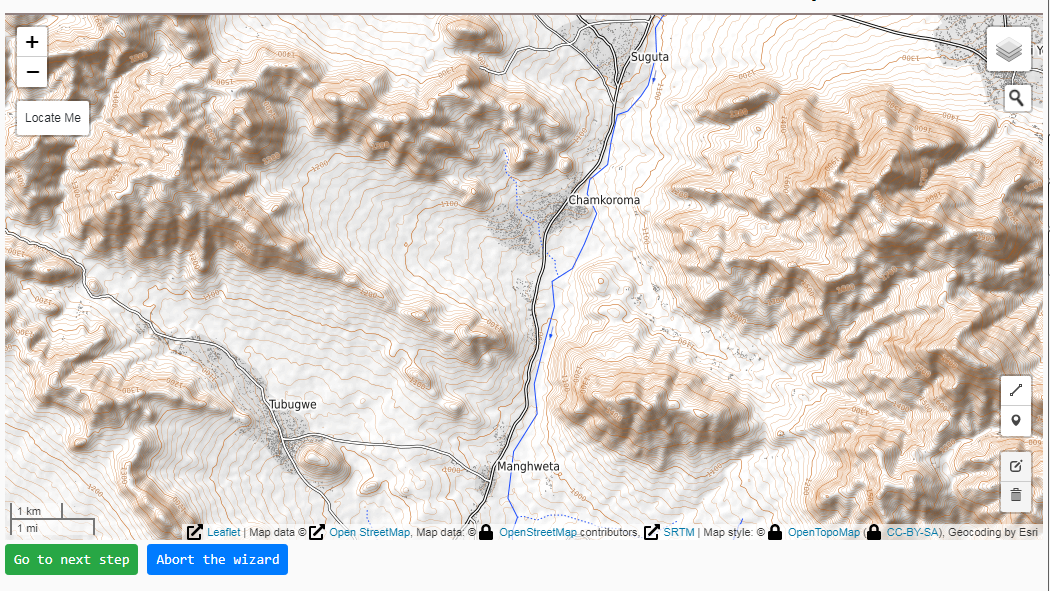 +
−
Locate Me
Suguta
Chamkoroma
Tubugwe
Manghweta
1 km
1 mi
Leaflet | Map data © Open StreetMap, Map data: © OpenStreetMap contributors, SRTM | Map style: © OpenTopoMap (CC-BY-SA), Geocoding by Esri
Go to next step
Abort the wizard